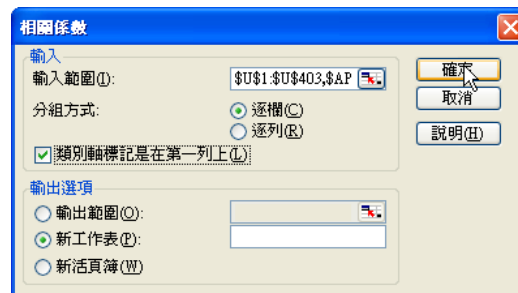 相關係數
輸入
輸入範圍(I): $U$1:$U$403,$AP
分組方式: 逐欄(C)
逐列(R)
類別軸標記是在第一列上(L)
輸出選項
輸出範圍(O):
新工作表(P):
新活頁簿(W)
確定
取消
說明(H)